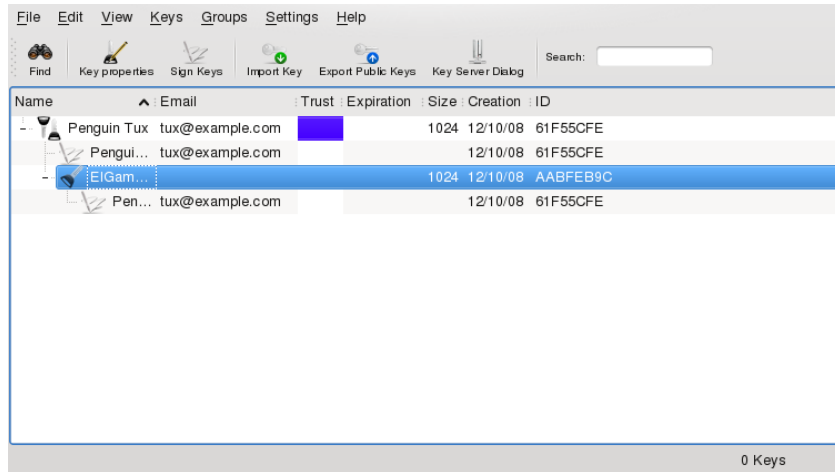 File Edit View Keys Groups Settings Help
Find Key properties Sign Keys Import Key Export Public Keys Key Server Dialog Search:
Name Email Trust Expiration Size Creation ID
Penguin Tux tux@example.com 1024 12/10/08 61F55CFE
Pengui... tux@example.com 12/10/08 61F55CFE
ElGam... 1024 12/10/08 AABFEB9C
Pen... tux@example.com 12/10/08 61F55CFE
0 Keys